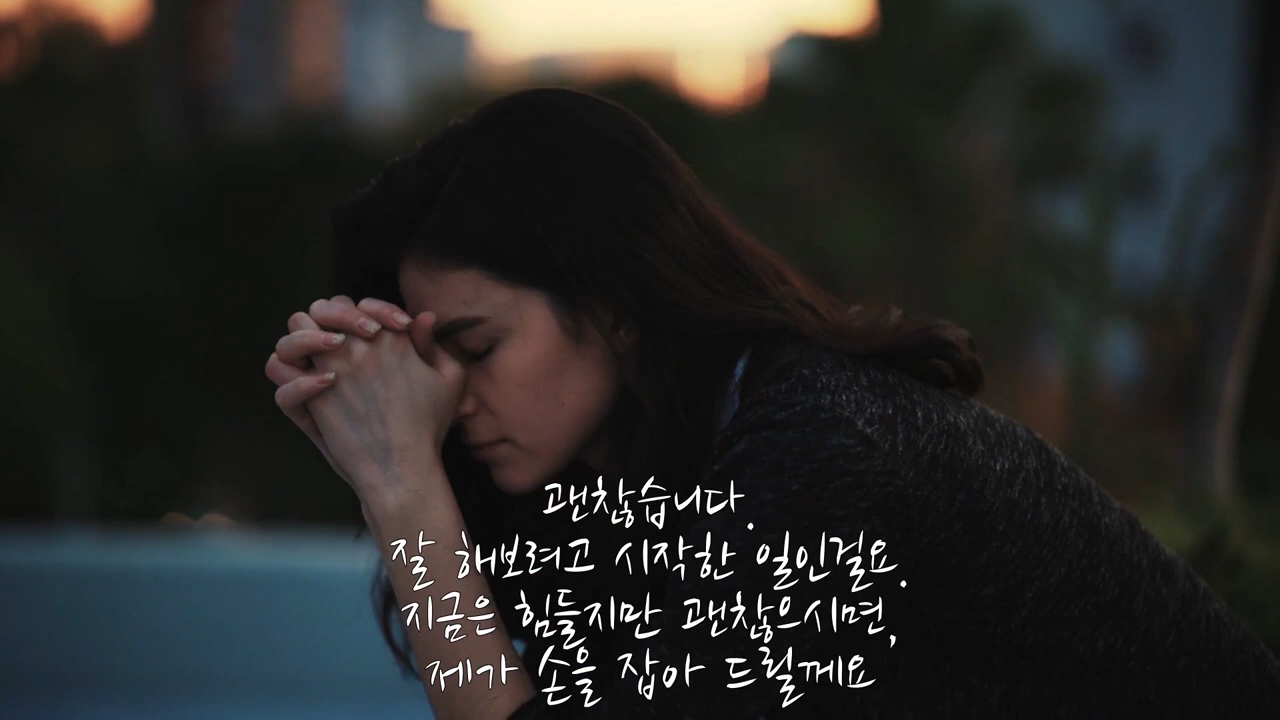 괜찮습니다.
잘 해보려고 시작한 일인걸요.
지금은 힘들지만 괜찮으시면,
제가 손을 잡아 드릴께요